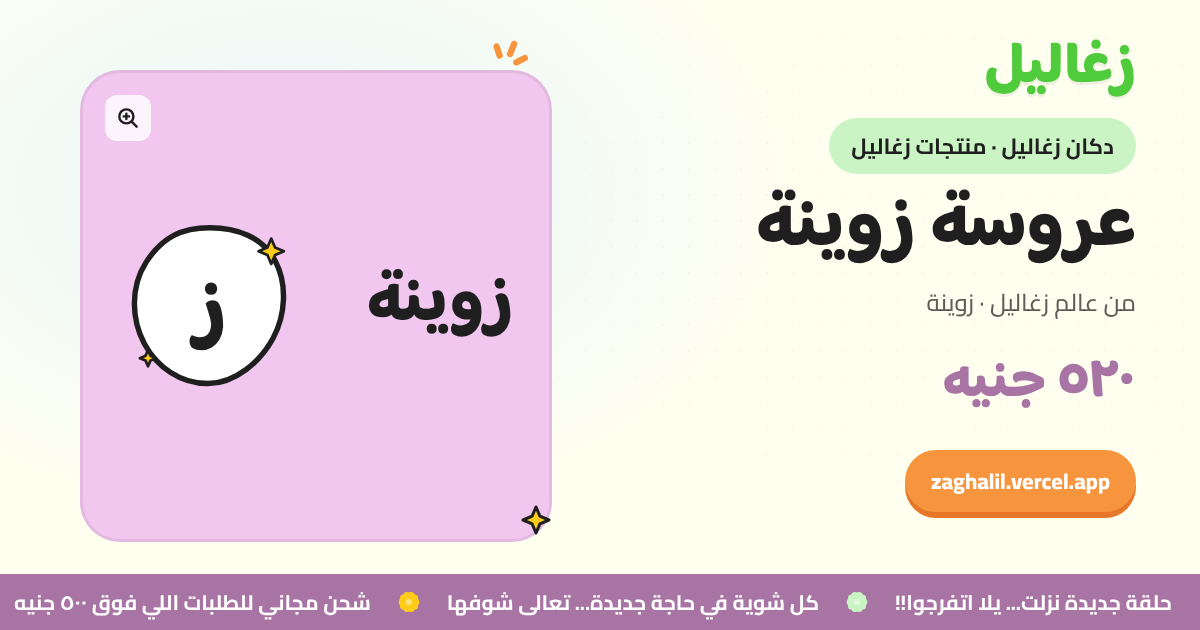 زغاليل
دكان زغاليل · منتجات زغاليل
عروسة زوينة
من عالم زغاليل · زوينة
٥٢٠ جنيه
zaghalil.vercel.app
زوينة
ز
حلقة جديدة نزلت... يلا اتفرجوا!! كل شوية في حاجة جديدة... تعالى شوفها شحن مجاني للطلبات اللي فوق ٥٠٠ جنيه